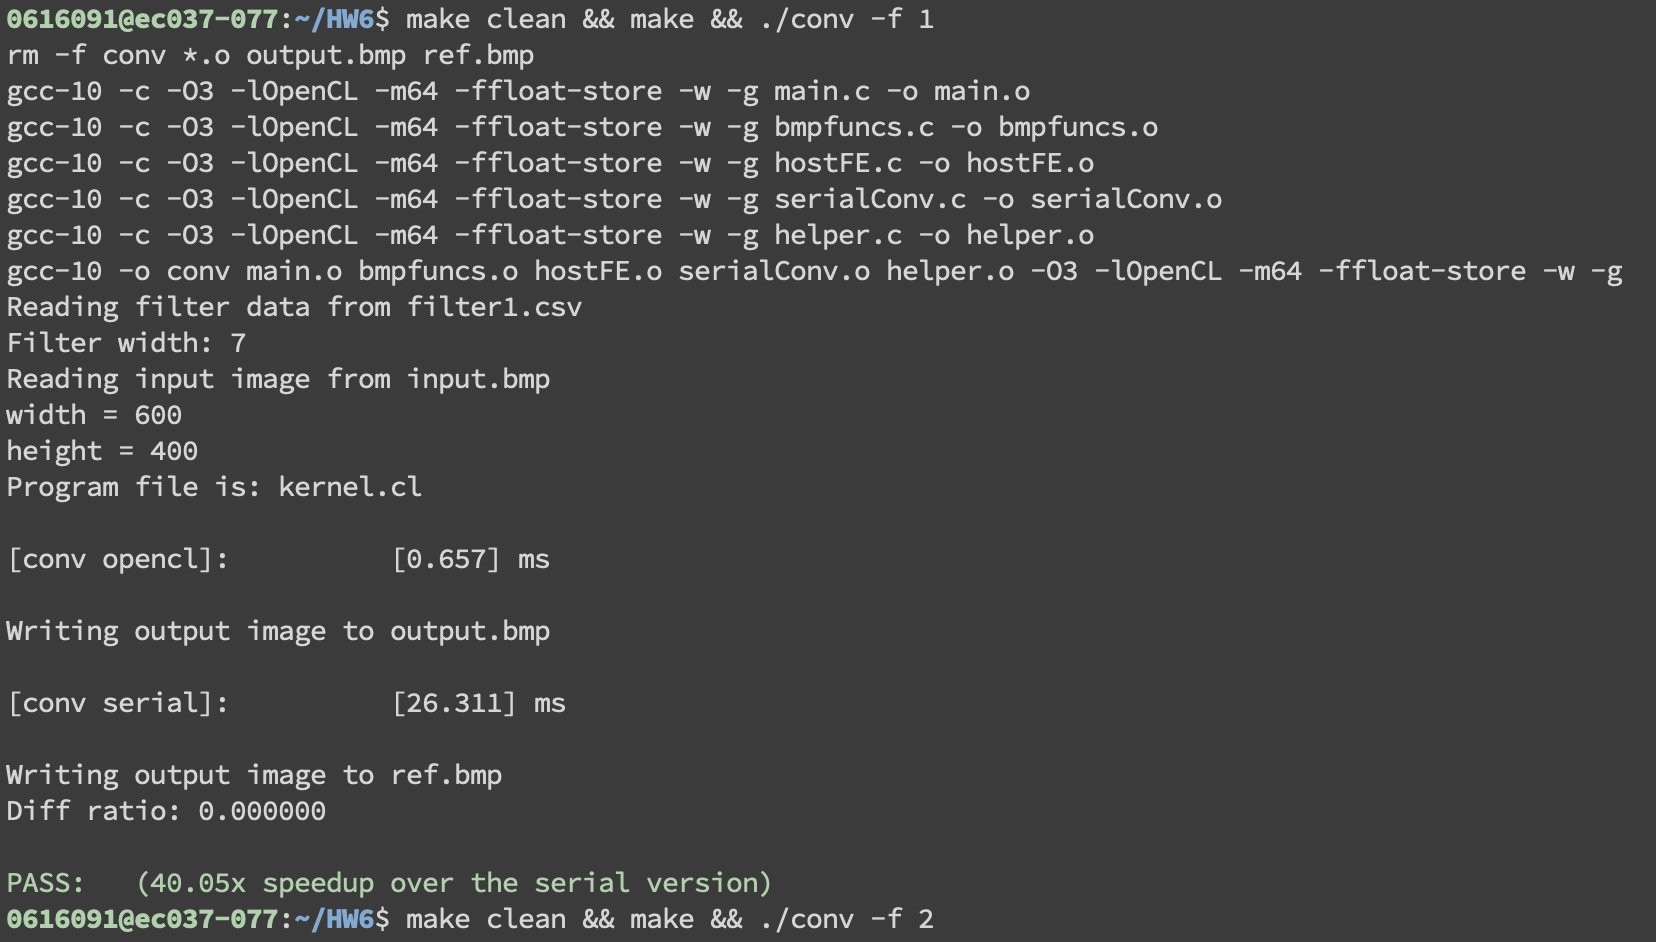 0616091@ec037-077:~/HW6$ make clean && make && ./conv -f 1
rm -f conv *.o output.bmp ref.bmp
gcc-10 -c -O3 -lOpenCL -m64 -ffloat-store -w -g main.c -o main.o
gcc-10 -c -O3 -lOpenCL -m64 -ffloat-store -w -g bmpfuncs.c -o bmpfuncs.o
gcc-10 -c -O3 -lOpenCL -m64 -ffloat-store -w -g hostFE.c -o hostFE.o
gcc-10 -c -O3 -lOpenCL -m64 -ffloat-store -w -g serialConv.c -o serialConv.o
gcc-10 -c -O3 -lOpenCL -m64 -ffloat-store -w -g helper.c -o helper.o
gcc-10 -o conv main.o bmpfuncs.o hostFE.o serialConv.o helper.o -O3 -lOpenCL -m64 -ffloat-store -w -g
Reading filter data from filter1.csv
Filter width: 7
Reading input image from input.bmp
width = 600
height = 400
Program file is: kernel.cl
[conv opencl]:          [0.657] ms
Writing output image to output.bmp
[conv serial]:          [26.311] ms
Writing output image to ref.bmp
Diff ratio: 0.000000
PASS:   (40.05x speedup over the serial version)
0616091@ec037-077:~/HW6$ make clean && make && ./conv -f 2